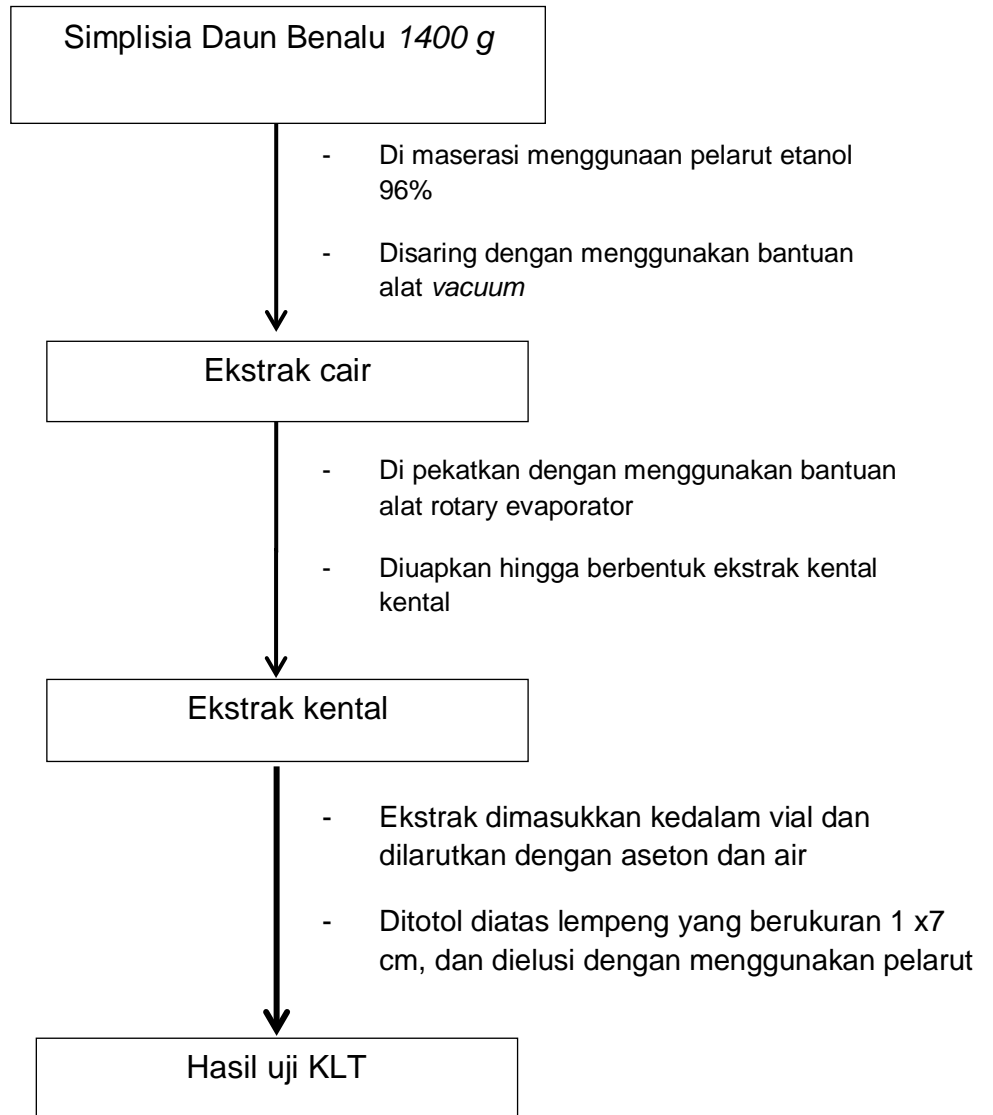 Simplisia Daun Benalu 1400 g
- Di maserasi menggunaan pelarut etanol
96%
- Disaring dengan menggunakan bantuan
alat vacuum
Ekstrak cair
- Di pekatkan dengan menggunakan bantuan
alat rotary evaporator
- Diuapkan hingga berbentuk ekstrak kental
kental
Ekstrak kental
- Ekstrak dimasukkan kedalam vial dan
dilarutkan dengan aseton dan air
- Ditotol diatas lempeng yang berukuran 1 x7
cm, dan dielusi dengan menggunakan pelarut
Hasil uji KLT